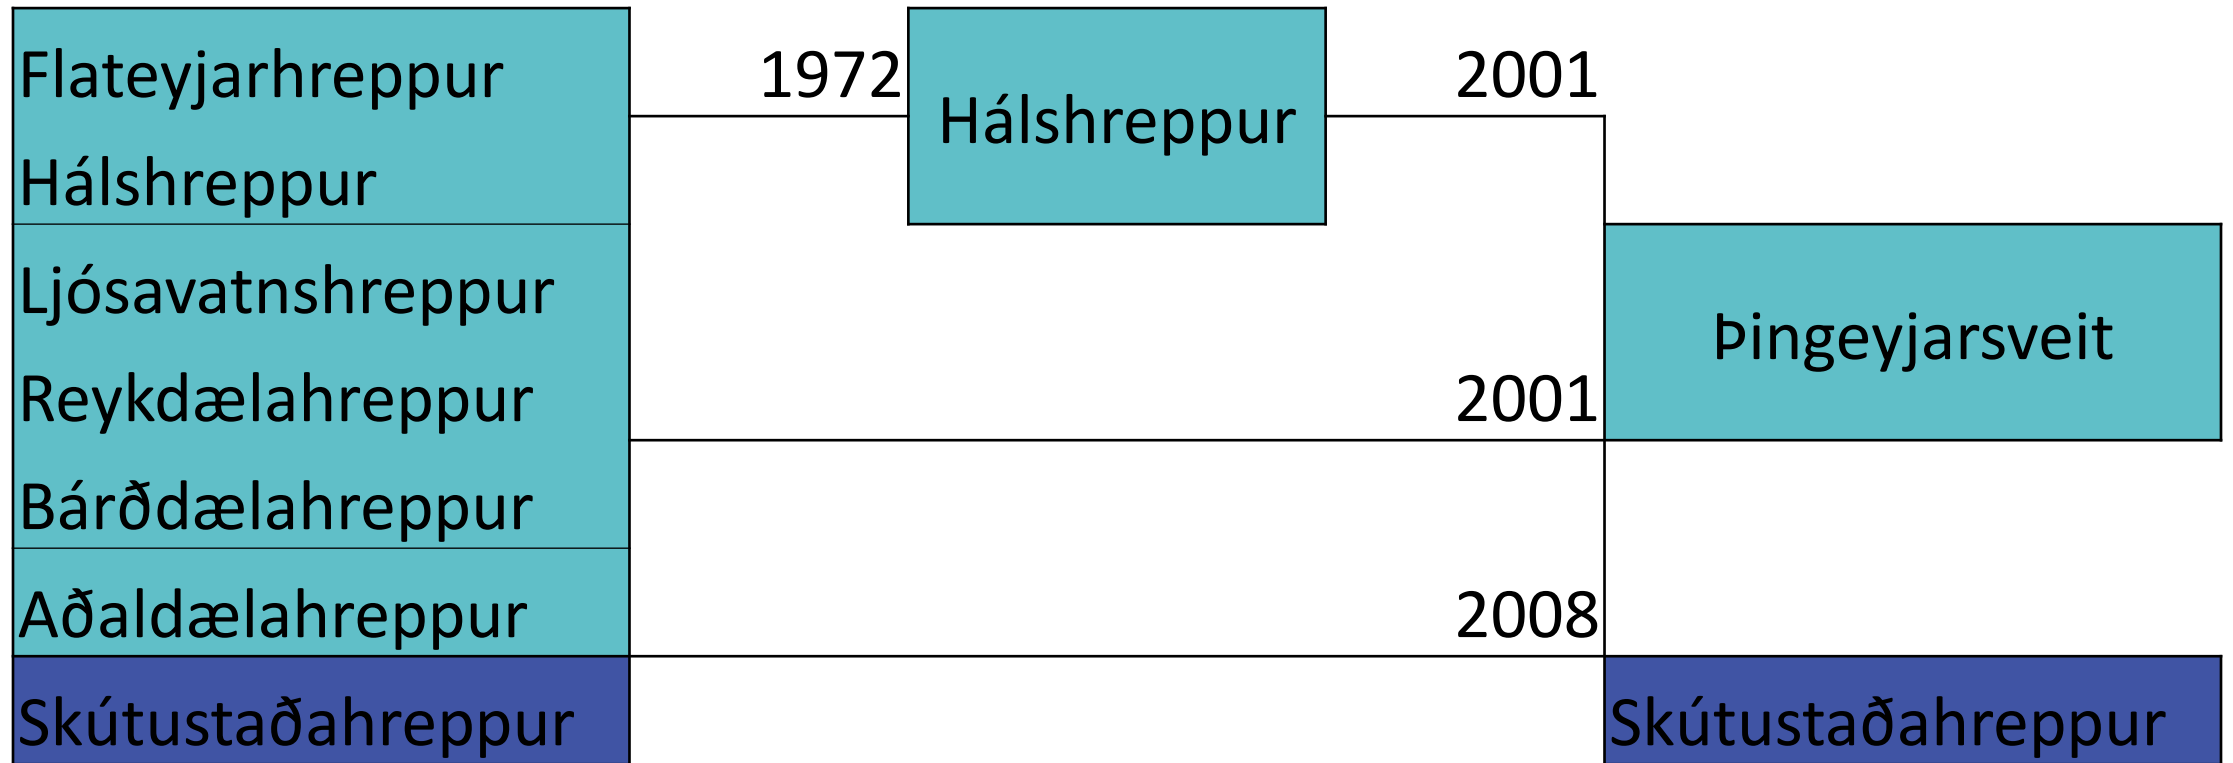 Flateyjarhreppur
1972
Hálshreppur
2001
Hálshreppur
Ljósavatnshreppur
Þingeyjarsveit
Reykdælahreppur
2001
Bárðdælahreppur
Aðaldælahreppur
2008
Skútustaðahreppur
Skútustaðahreppur